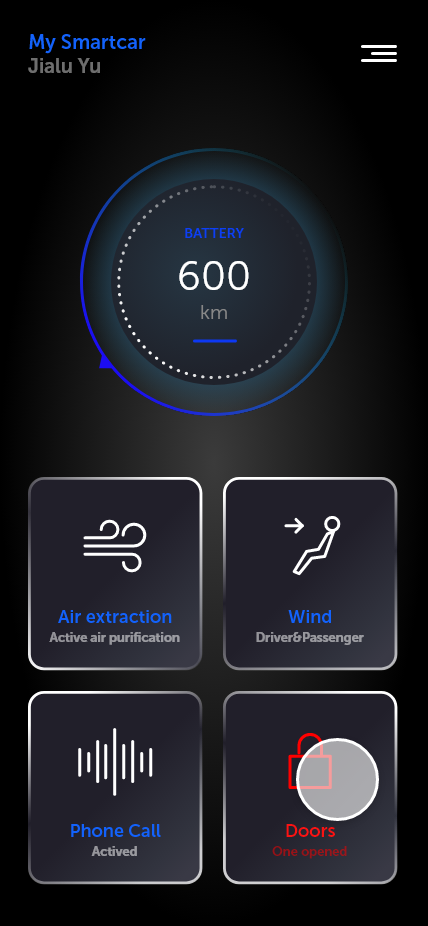 My Smartcar
Jialu Yu
BATTERY
600
km
Air extraction
Active air purification
Wind
Driver&Passenger
Phone Call
Actived
Doors
One opened